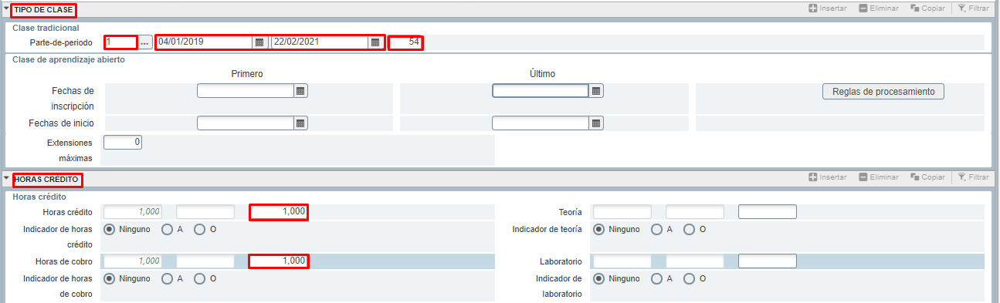 TIPO DE CLASE Insertar Eliminar Copiar Filtrar
Clase tradicional
Parte-de-periodo 1 ... 04/01/2019 22/02/2021 54
Clase de aprendizaje abierto
Primero Último
Fechas de
inscripción
Reglas de procesamiento
Fechas de inicio
Extensiones
máximas
0
HORAS CREDITO Insertar Eliminar Copiar Filtrar
Horas crédito
Horas crédito 1,000 1,000 Teoría
Indicador de horas
crédito
Ninguno A O Indicador de teoría Ninguno A O
Horas de cobro 1,000 1,000 Laboratorio
Indicador de horas
de cobro
Ninguno A O
Indicador de
laboratorio
Ninguno A O